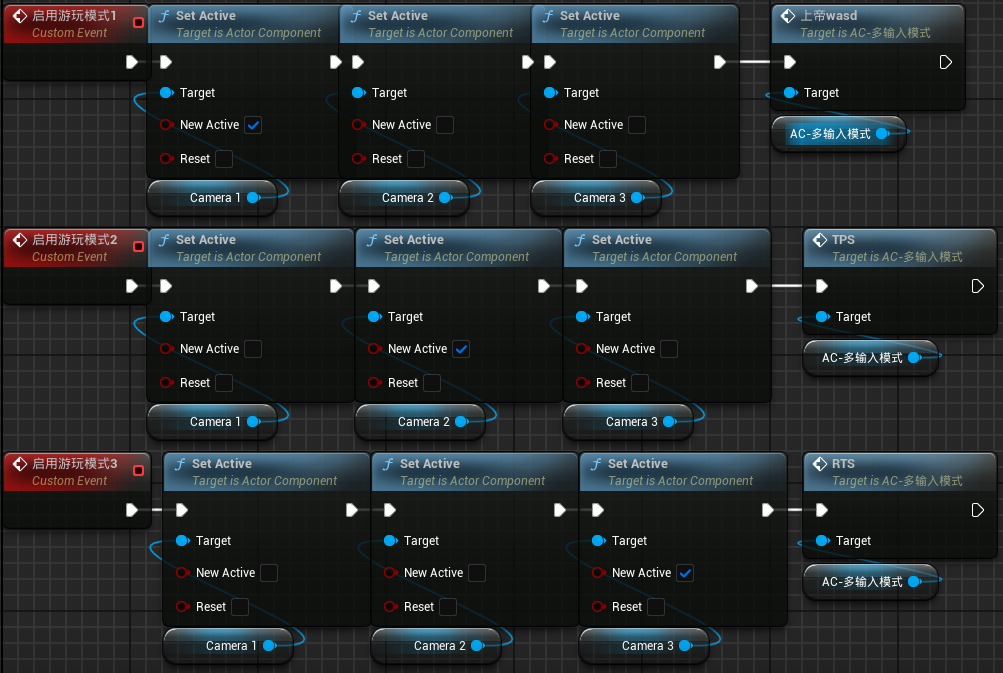 启用游玩模式1
Custom Event
Set Active
Target is Actor Component
Target
New Active
Reset
Camera 1
Set Active
Target is Actor Component
Target
New Active
Reset
Camera 2
Set Active
Target is Actor Component
Target
New Active
Reset
Camera 3
上帝wasd
Target is AC-多输入模式
Target
AC-多输入模式
启用游玩模式2
Custom Event
Set Active
Target is Actor Component
Target
New Active
Reset
Camera 1
Set Active
Target is Actor Component
Target
New Active
Reset
Camera 2
Set Active
Target is Actor Component
Target
New Active
Reset
Camera 3
TPS
Target is AC-多输入模式
Target
AC-多输入模式
启用游玩模式3
Custom Event
Set Active
Target is Actor Component
Target
New Active
Reset
Camera 1
Set Active
Target is Actor Component
Target
New Active
Reset
Camera 2
Set Active
Target is Actor Component
Target
New Active
Reset
Camera 3
RTS
Target is AC-多输入模式
Target
AC-多输入模式